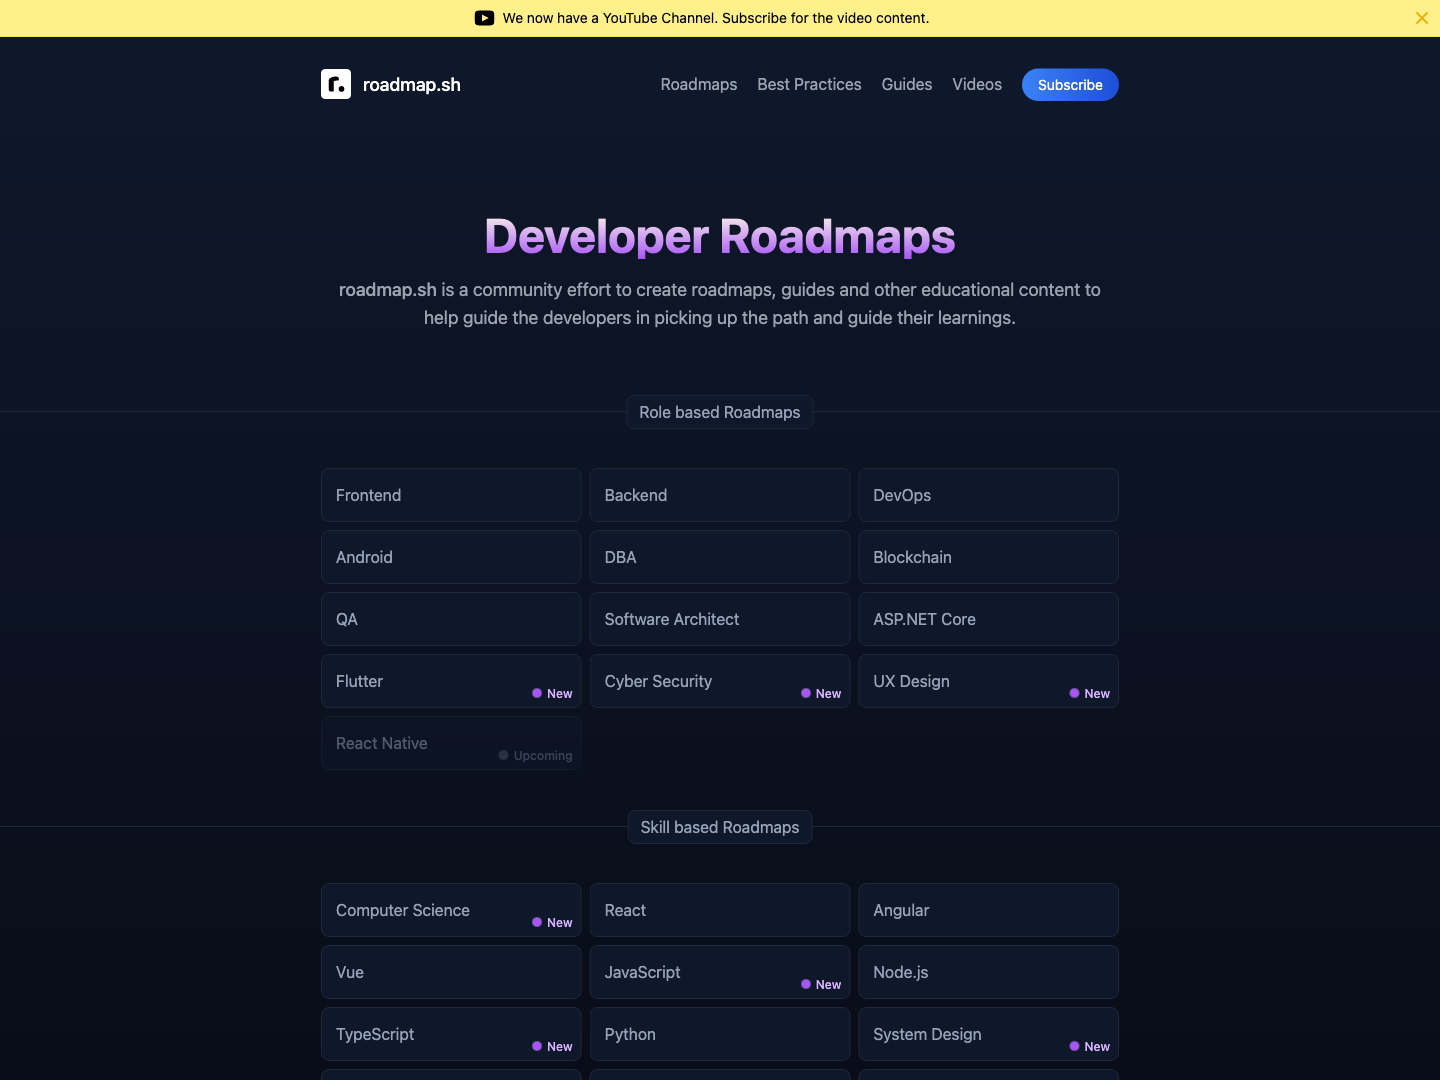 We now have a YouTube Channel. Subscribe for the video content.
roadmap.sh
Roadmaps Best Practices Guides Videos Subscribe
Developer Roadmaps
roadmap.sh is a community effort to create roadmaps, guides and other educational content to
help guide the developers in picking up the path and guide their learnings.
Role based Roadmaps
Frontend
Backend
DevOps
Android
DBA
Blockchain
QA
Software Architect
ASP.NET Core
Flutter
New
Cyber Security
New
UX Design
New
React Native
Upcoming
Skill based Roadmaps
Computer Science
New
React
Angular
Vue
JavaScript
New
Node.js
TypeScript
New
Python
System Design
New